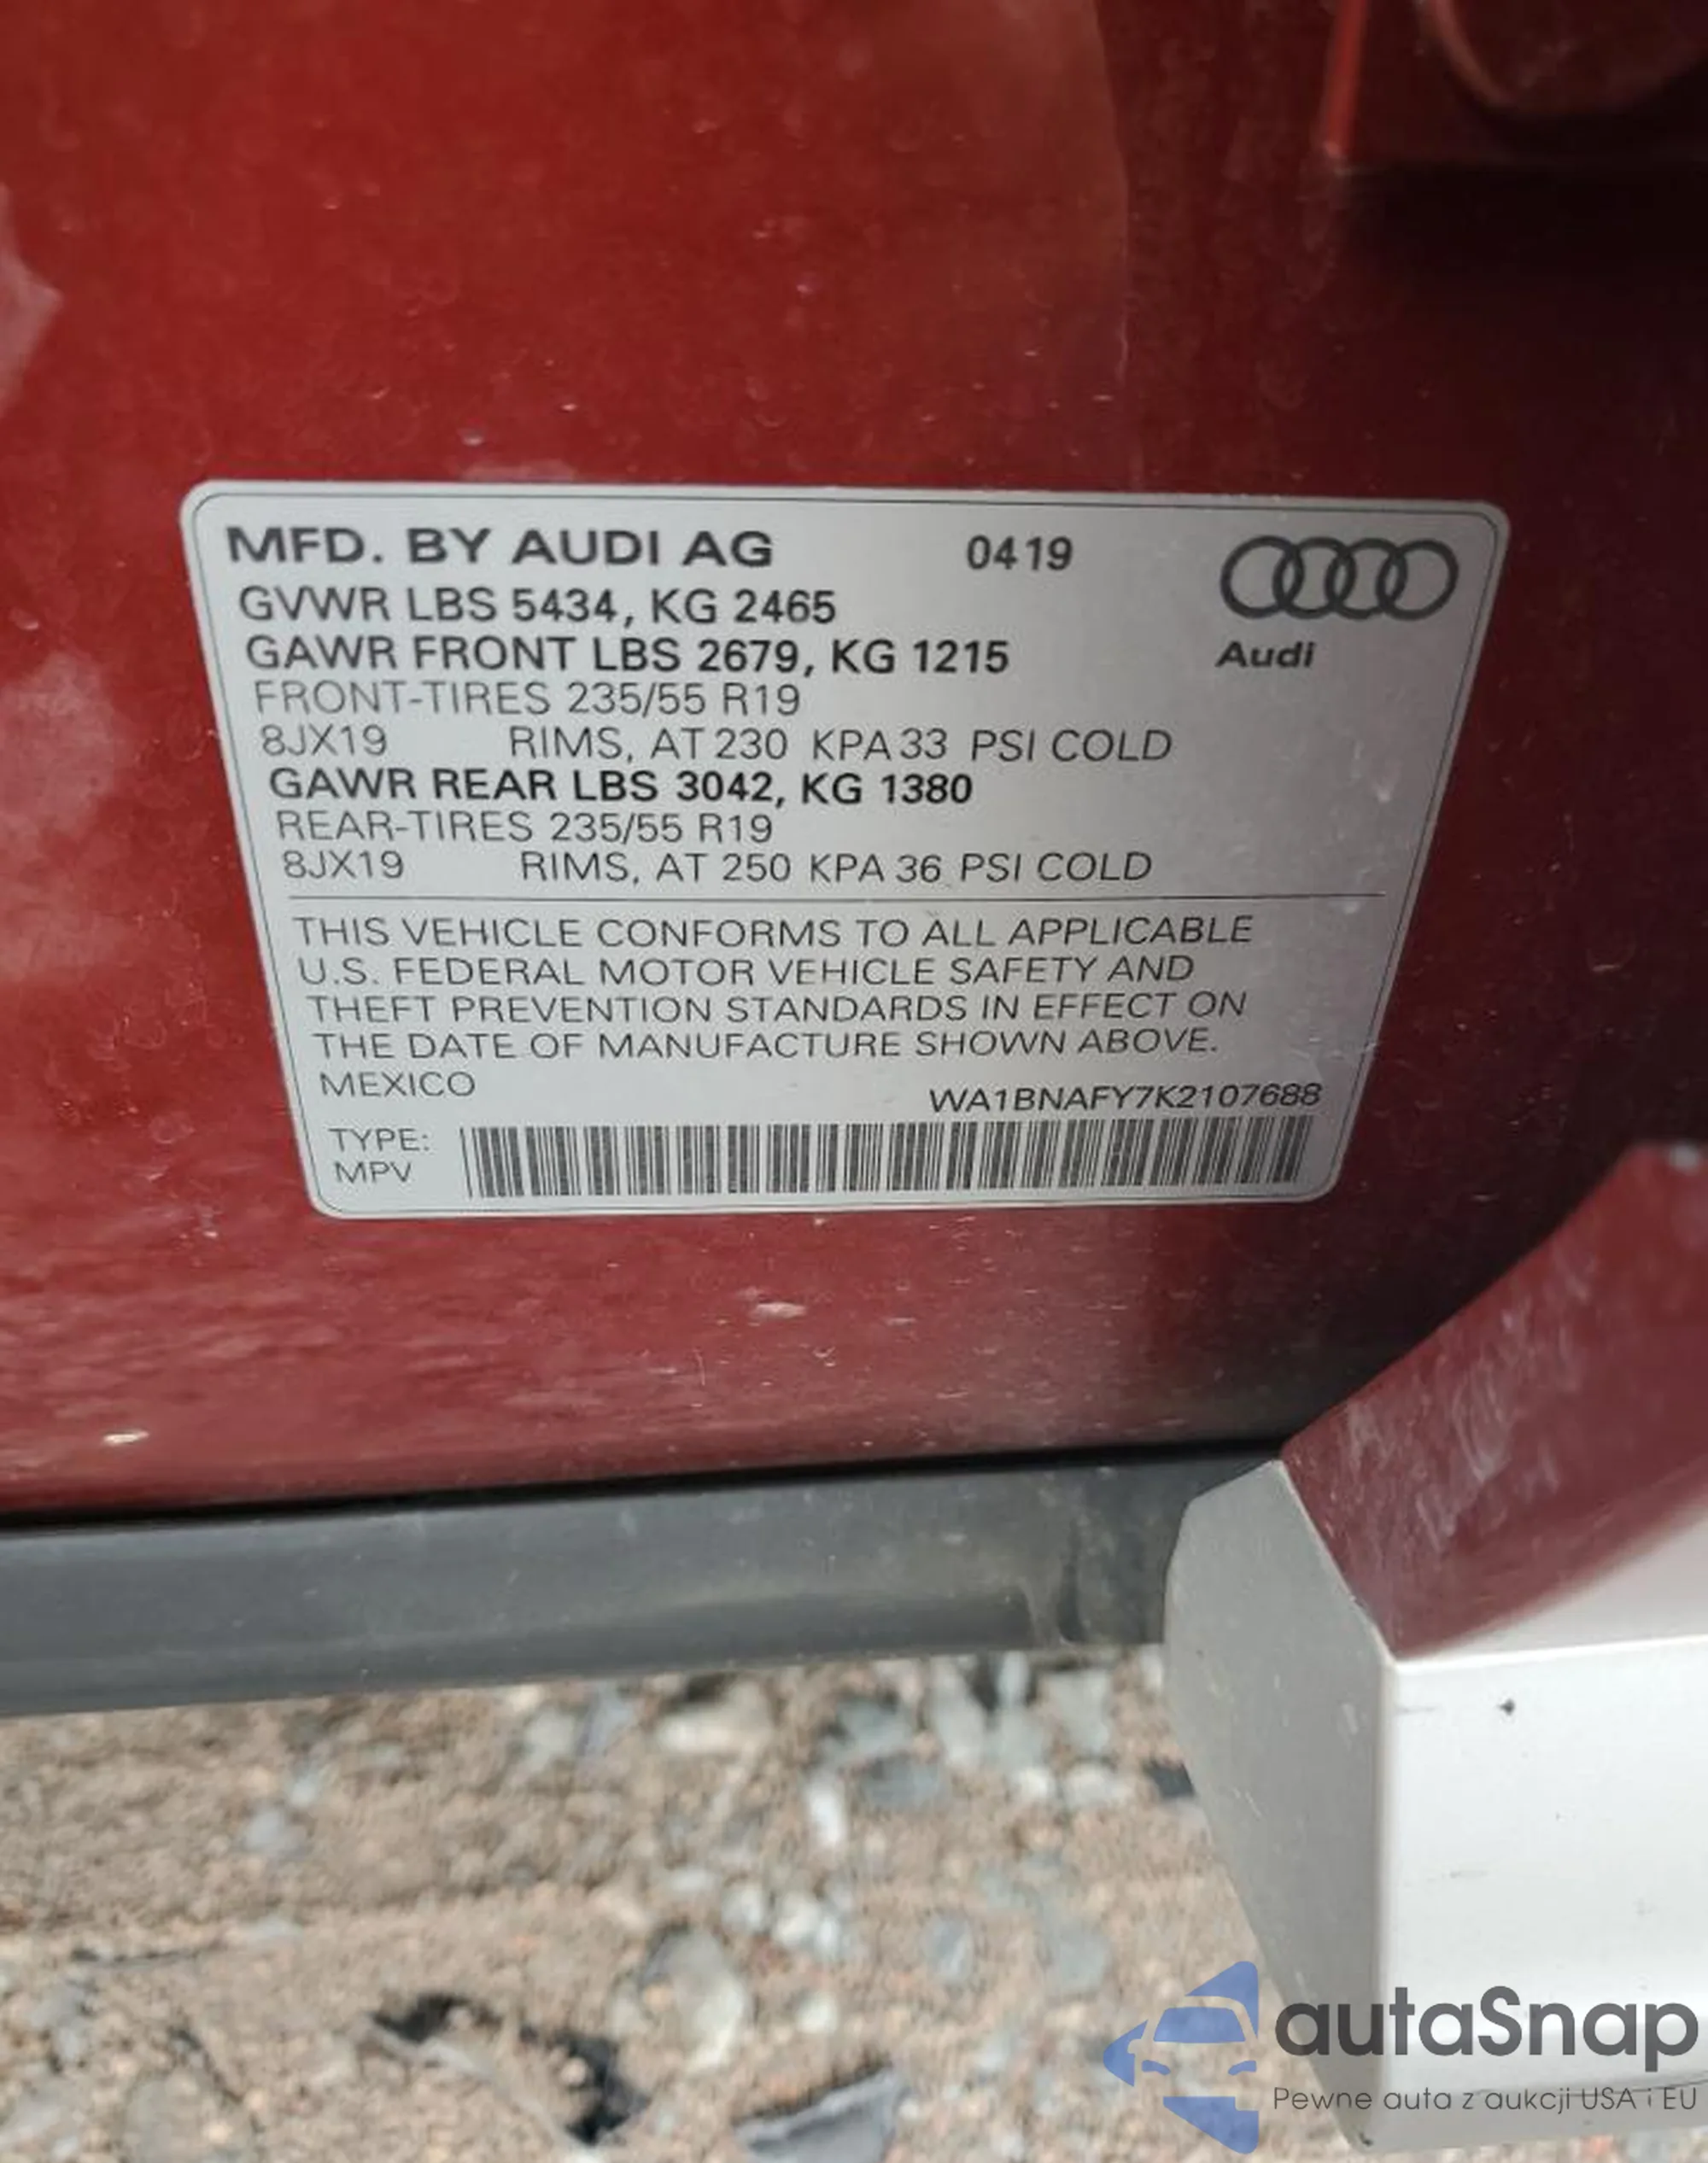 MFD. BY AUDI AG 0419
GVWR LBS 5434, KG 2465
GAWR FRONT LBS 2679, KG 1215
Audi
FRONT-TIRES 235/55 R19
8JX19 RIMS, AT 230 KPA 33 PSI COLD
GAWR REAR LBS 3042, KG 1380
REAR-TIRES 235/55 R19
8JX19 RIMS, AT 250 KPA 36 PSI COLD
THIS VEHICLE CONFORMS TO ALL APPLICABLE
U.S. FEDERAL MOTOR VEHICLE SAFETY AND
THEFT PREVENTION STANDARDS IN EFFECT ON
THE DATE OF MANUFACTURE SHOWN ABOVE.
MEXICO
WA1BNAFY7K2107688
TYPE:
MPV
autaSnap
Pewne auta z aukcji USA i EU